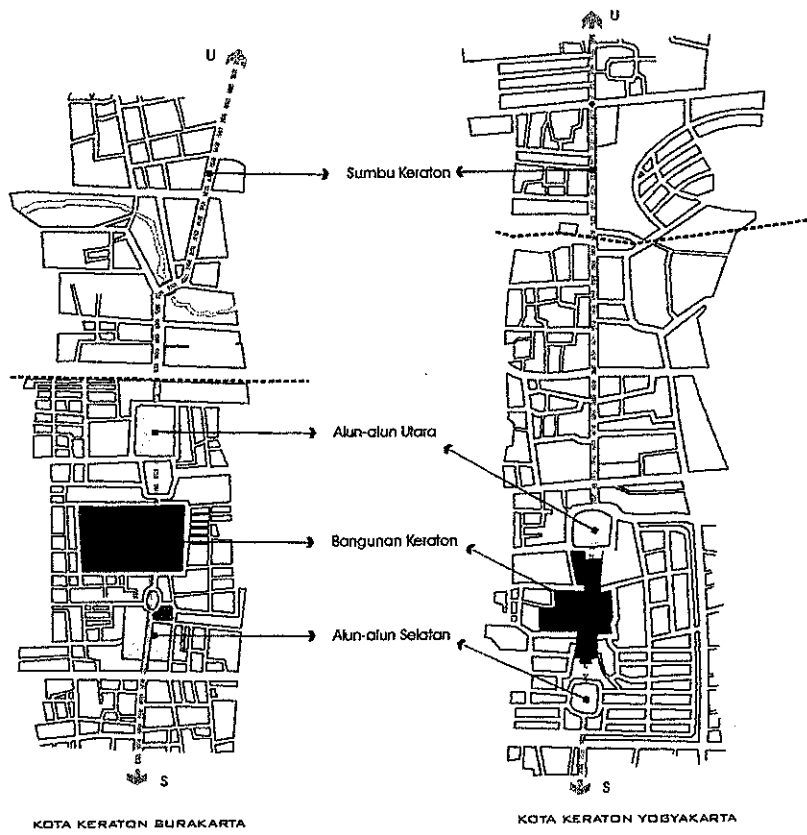 U
U
Sumbu Keraton
Alun-alun Utara
Bangunan Keraton
Alun-alun Selatan
S
S
KOTA KERATON SURAKARTA
KOTA KERATON YOGYAKARTA